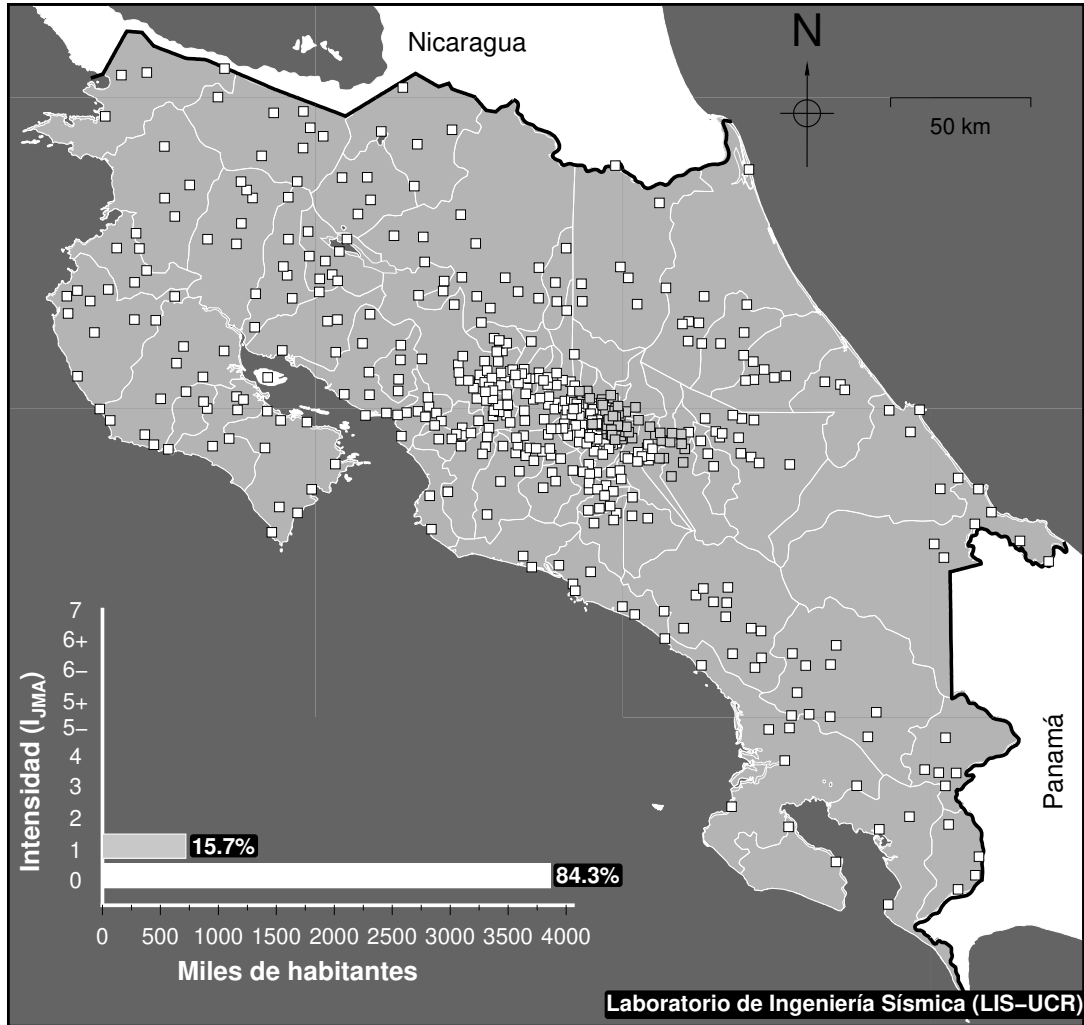 Nicaragua
N
50 km
Panamá
Intensidad (I_JMA)
7
6+
6−
5+
5−
4
3
2
1
0
15.7%
84.3%
0 500 1000 1500 2000 2500 3000 3500 4000
Miles de habitantes
Laboratorio de Ingeniería Sísmica (LIS−UCR)